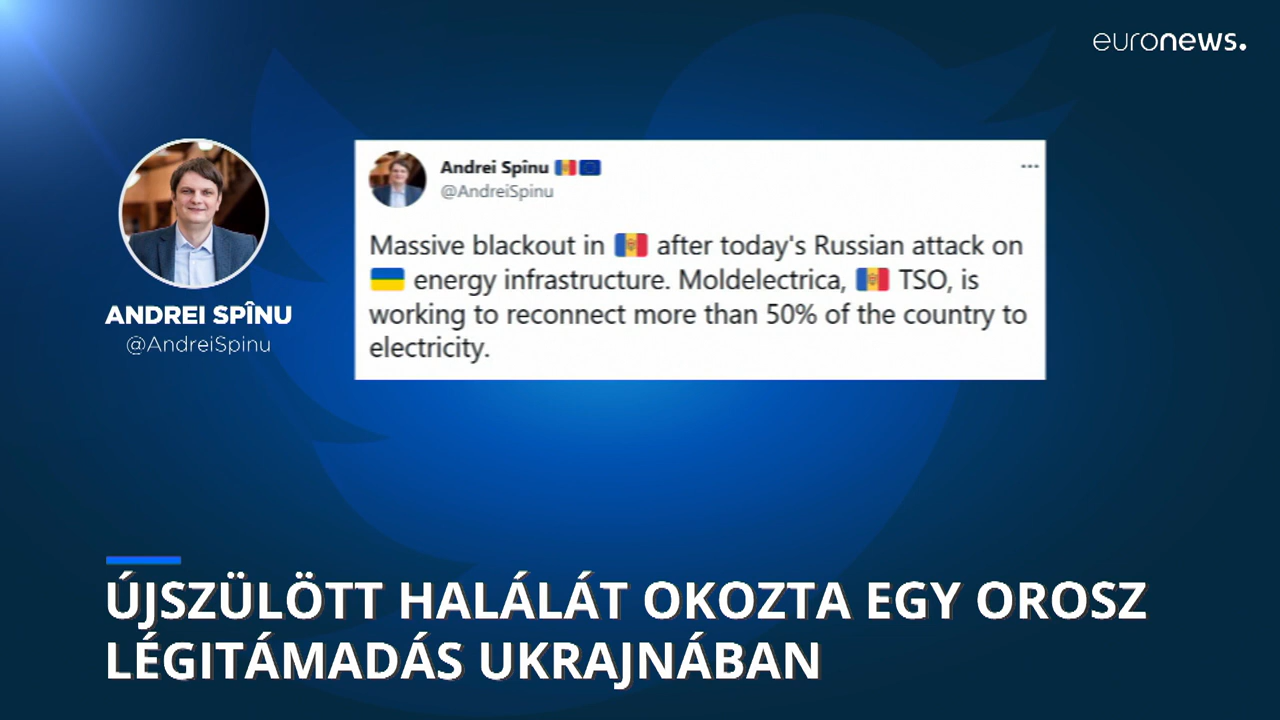 euronews.
Andrei Spînu 🇲🇩🇪🇺
@AndreiSpinu
Massive blackout in 🇲🇩 after today's Russian attack on
🇺🇦 energy infrastructure. Moldelectrica, 🇲🇩 TSO, is
working to reconnect more than 50% of the country to
electricity.
ANDREI SPÎNU
@AndreiSpinu
ÚJSZÜLÖTT HALÁLÁT OKOZTA EGY OROSZ
LÉGITÁMADÁS UKRAJNÁBAN